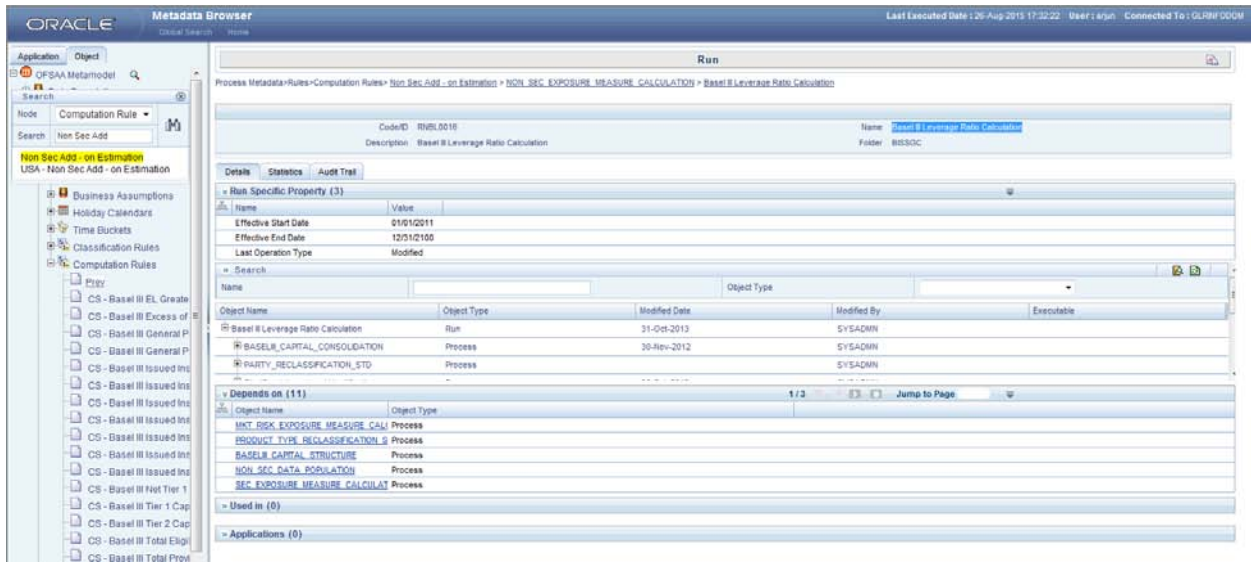 ORACLE
Metadata Browser
Global Search Home
Last Executed Date : 26-Aug-2015 17:32:22 User : arjun Connected To :
Application Object
OFSAA Metamodel
Search
Node Computation Rule
Search Non Sec Add
Non Sec Add - on Estimation
USA - Non Sec Add - on Estimation
Business Assumptions
Holiday Calendars
Time Buckets
Classification Rules
Computation Rules
Prev
CS - Basel III EL Greate
CS - Basel III Excess of
CS - Basel III General P
CS - Basel III General P
CS - Basel III Issued Ins
CS - Basel III Issued Ins
CS - Basel III Issued Ins
CS - Basel III Issued Ins
CS - Basel III Issued Ins
CS - Basel III Issued Ins
CS - Basel III Issued Ins
CS - Basel III Net Tier 1
CS - Basel III Tier 1 Cap
CS - Basel III Tier 2 Cap
CS - Basel III Total Eligi
CS - Basel III Total Provi
Run
Process Metadata>Rules>Computation Rules> Non Sec Add - on Estimation > NON_SEC_EXPOSURE_MEASURE_CALCULATION > Basel II Leverage Ratio Calculation
Code/ID RNBL0016 Name Basel II Leverage Ratio Calculation
Description Basel II Leverage Ratio Calculation Folder BISSGC
Details Statistics Audit Trail
Run Specific Property (3)
Name Value
Effective Start Date 01/01/2011
Effective End Date 12/31/2100
Last Operation Type Modified
Search
Name Object Type
Object Name Object Type Modified Date Modified By Executable
Basel II Leverage Ratio Calculation Run 31-Oct-2013 SYSADMN
BASELIII_CAPITAL_CONSOLIDATION Process 30-Nov-2012 SYSADMN
PARTY_RECLASSIFICATION_STD Process SYSADMN
Depends on (11) 1/3 Jump to Page
Object Name Object Type
MKT_RISK_EXPOSURE_MEASURE_CALC Process
PRODUCT_TYPE_RECLASSIFICATION_S Process
BASELIII_CAPITAL_STRUCTURE Process
NON_SEC_DATA_POPULATION Process
SEC_EXPOSURE_MEASURE_CALCULAT Process
Used in (0)
Applications (0)